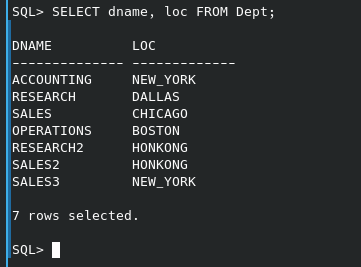 SQL> SELECT dname, loc FROM Dept;
DNAME          LOC
-------------- -------------
ACCOUNTING     NEW_YORK
RESEARCH       DALLAS
SALES          CHICAGO
OPERATIONS     BOSTON
RESEARCH2      HONKONG
SALES2         HONKONG
SALES3         NEW_YORK
7 rows selected.
SQL>